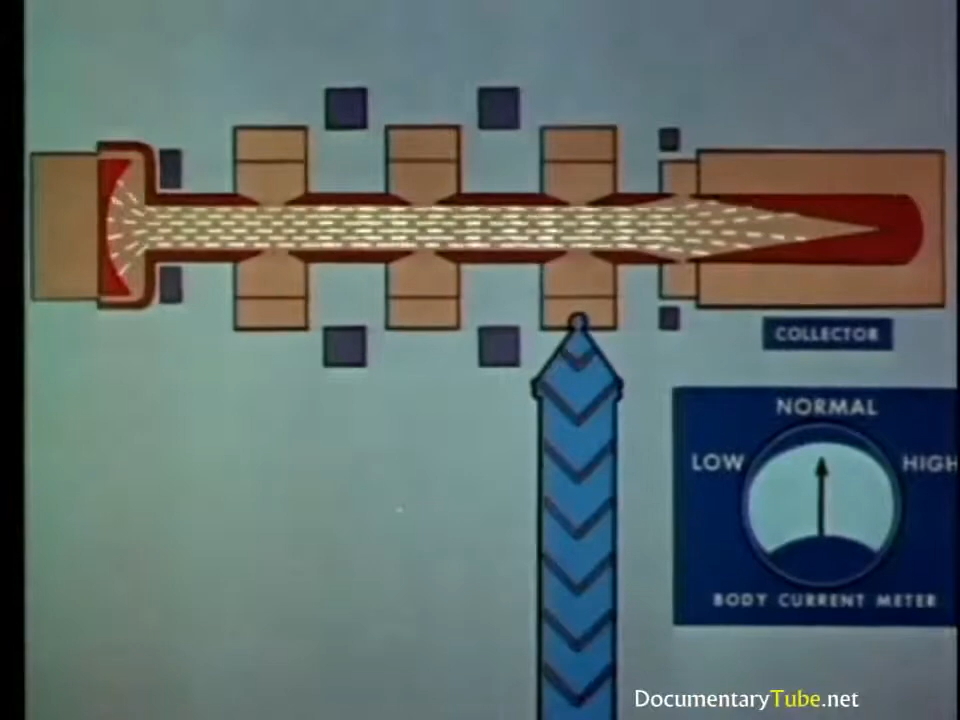 COLLECTOR
NORMAL
LOW
HIGH
BODY CURRENT METER
DocumentaryTube.net